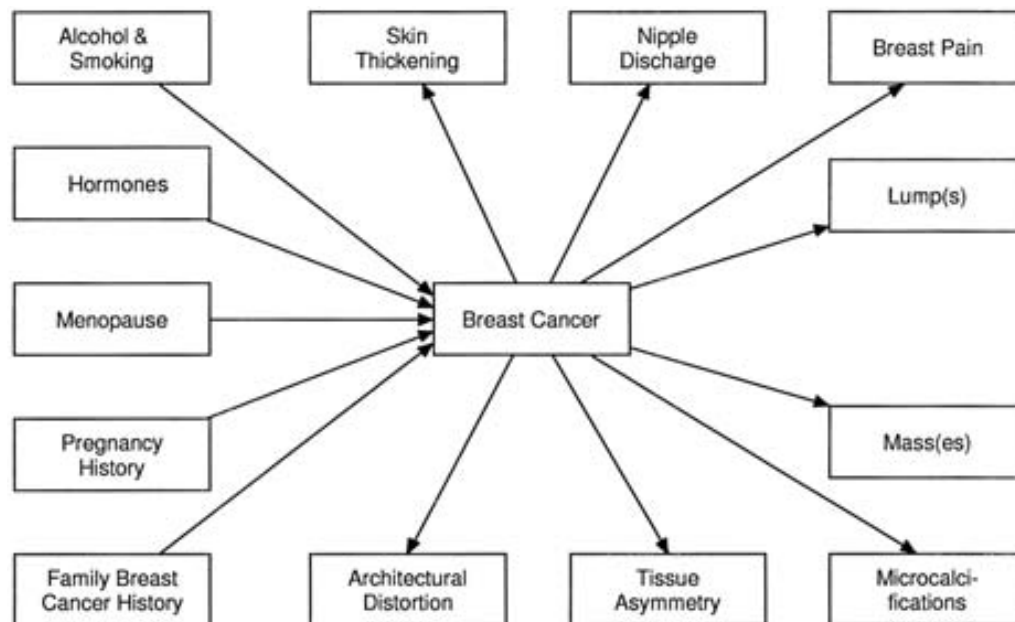 Alcohol &
Smoking
Skin
Thickening
Nipple
Discharge
Breast Pain
Hormones
Lump(s)
Menopause
Breast Cancer
Pregnancy
History
Mass(es)
Family Breast
Cancer History
Architectural
Distortion
Tissue
Asymmetry
Microcalci-
fications